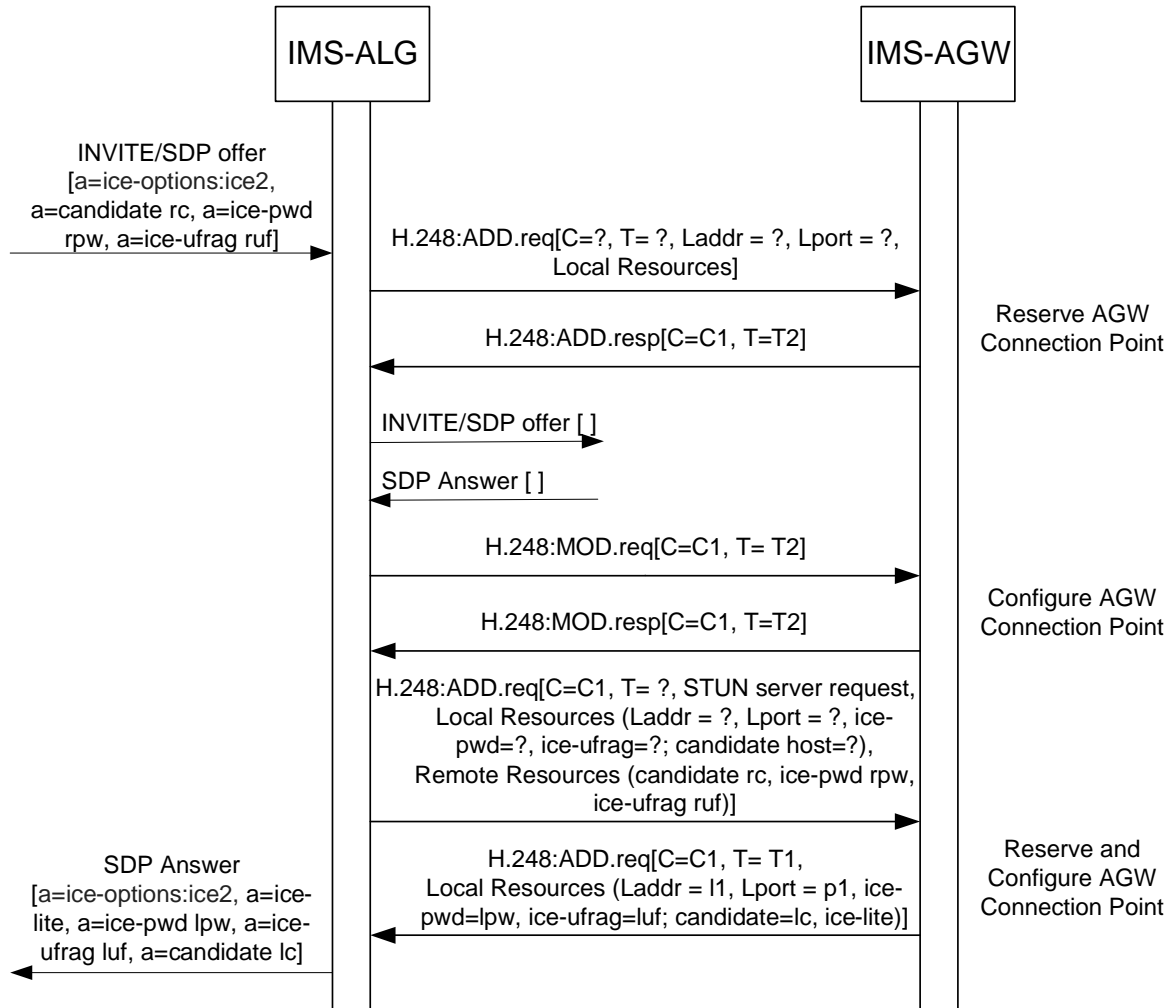 IMS-ALG
IMS-AGW
INVITE/SDP offer
[a=ice-options:ice2,
a=candidate rc, a=ice-pwd
rpw, a=ice-ufrag ruf]
H.248:ADD.req[C=?, T= ?, Laddr = ?, Lport = ?,
Local Resources]
Reserve AGW
Connection Point
H.248:ADD.resp[C=C1, T=T2]
INVITE/SDP offer [ ]
SDP Answer [ ]
H.248:MOD.req[C=C1, T= T2]
Configure AGW
Connection Point
H.248:MOD.resp[C=C1, T=T2]
H.248:ADD.req[C=C1, T= ?, STUN server request,
Local Resources (Laddr = ?, Lport = ?, ice-
pwd=?, ice-ufrag=?; candidate host=?),
Remote Resources (candidate rc, ice-pwd rpw,
ice-ufrag ruf)]
Reserve and
Configure AGW
Connection Point
H.248:ADD.req[C=C1, T= T1,
Local Resources (Laddr = l1, Lport = p1, ice-
pwd=lpw, ice-ufrag=luf; candidate=lc, ice-lite)]
SDP Answer
[a=ice-options:ice2, a=ice-
lite, a=ice-pwd lpw, a=ice-
ufrag luf, a=candidate lc]